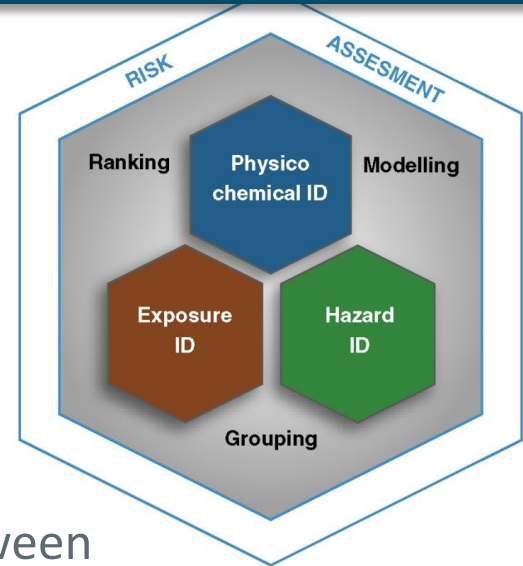 RISK
ASSESMENT
Ranking
Physico
chemical ID
Modelling
Exposure
ID
Hazard
ID
Grouping